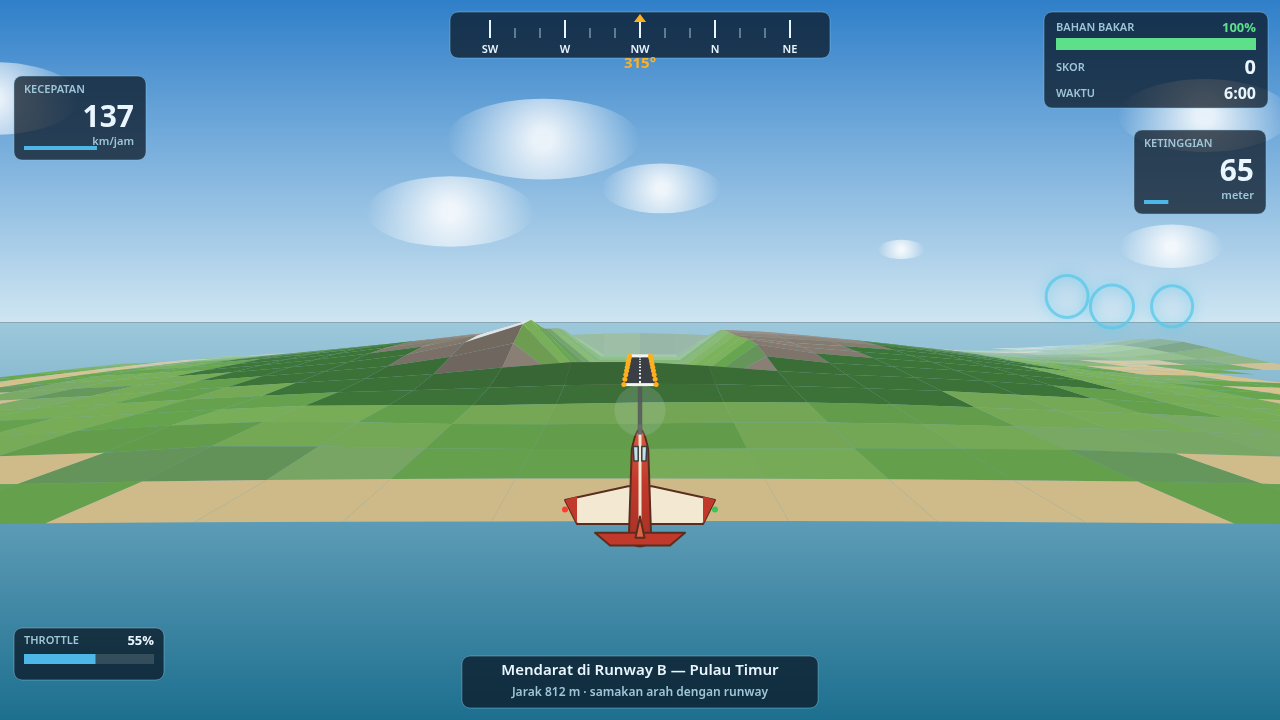 SW W NW N NE
315°
KECEPATAN
137
km/jam
BAHAN BAKAR 100%
SKOR 0
WAKTU 6:00
KETINGGIAN
65
meter
THROTTLE 55%
Mendarat di Runway B — Pulau Timur
Jarak 812 m · samakan arah dengan runway